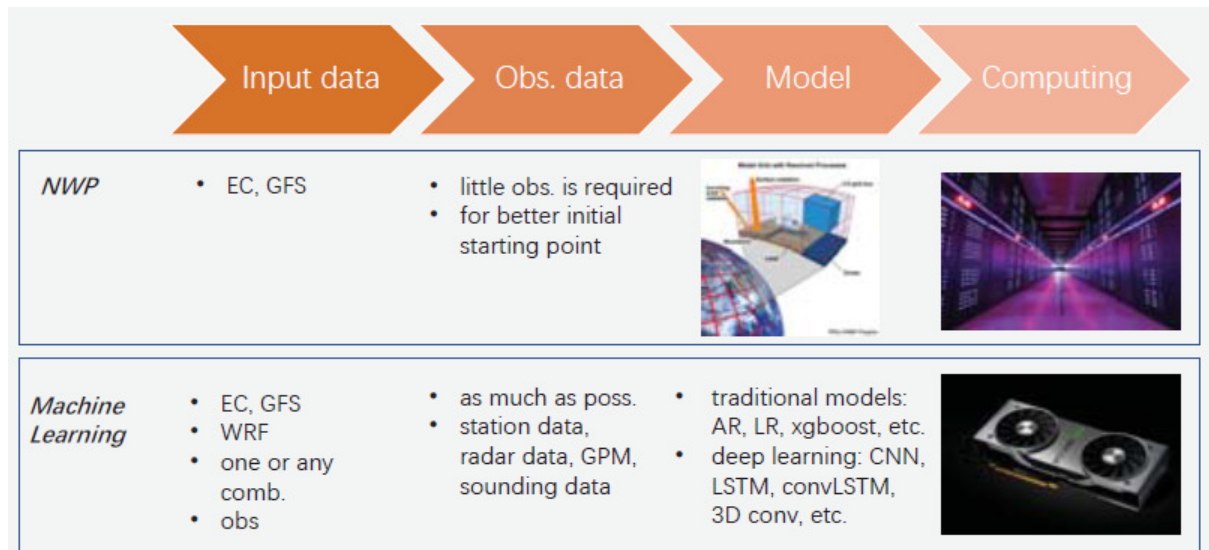 Input data
Obs. data
Model
Computing
NWP
• EC, GFS
• little obs. is required
• for better initial
starting point
Machine
Learning
• EC, GFS
• WRF
• one or any
comb.
• obs
• as much as poss.
• station data,
radar data, GPM,
sounding data
• traditional models:
AR, LR, xgboost, etc.
• deep learning: CNN,
LSTM, convLSTM,
3D conv, etc.